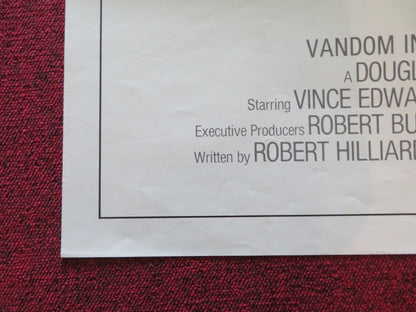 VANDOM IN
A DOUGL
Starring VINCE EDWA
Executive Producers ROBERT BU
Written by ROBERT HILLIARD